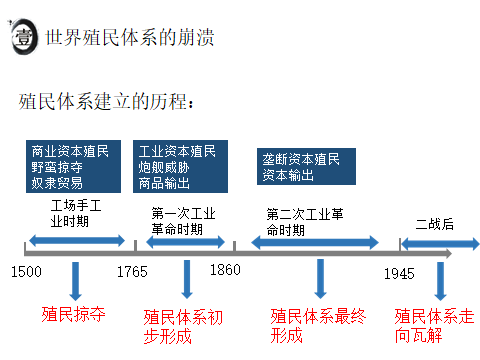 壹 世界殖民体系的崩溃
殖民体系建立的历程：
商业资本殖民
野蛮掠夺
奴隶贸易
工业资本殖民
炮舰威胁
商品输出
垄断资本殖民
资本输出
工场手工
业时期
第一次工业
革命时期
第二次工业革
命时期
二战后
1500
1765
1860
1945
殖民掠夺
殖民体系初
步形成
殖民体系最终
形成
殖民体系走
向瓦解